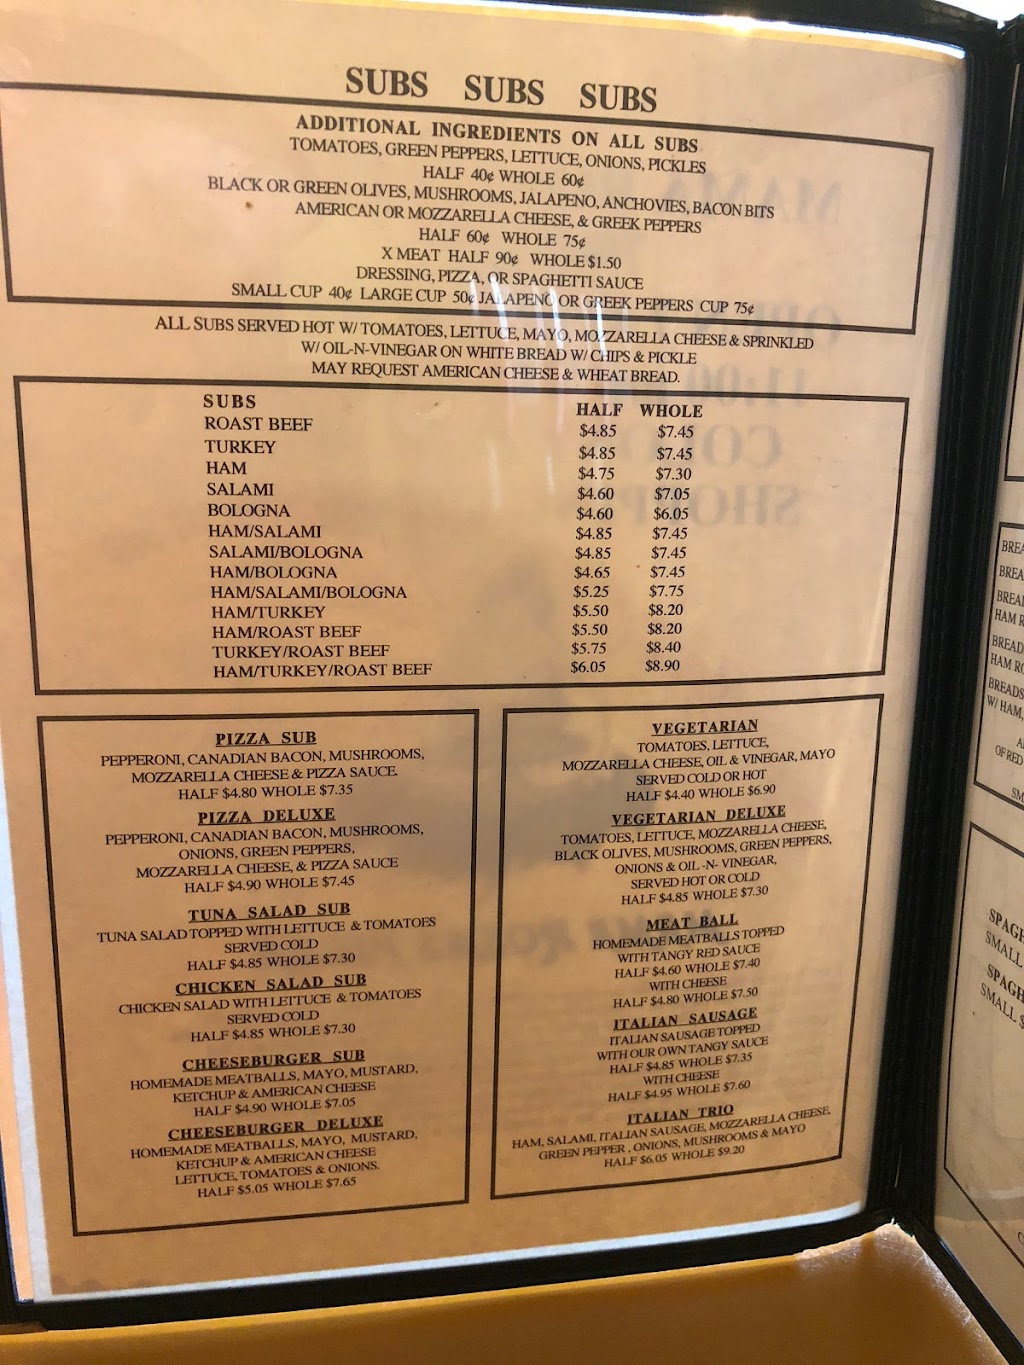 SUBS SUBS SUBS
ADDITIONAL INGREDIENTS ON ALL SUBS
TOMATOES, GREEN PEPPERS, LETTUCE, ONIONS, PICKLES
HALF 40¢ WHOLE 60¢
BLACK OR GREEN OLIVES, MUSHROOMS, JALAPENO, ANCHOVIES, BACON BITS
AMERICAN OR MOZZARELLA CHEESE, & GREEK PEPPERS
HALF 60¢ WHOLE 75¢
X MEAT HALF 90¢ WHOLE $1.50
DRESSING, PIZZA, OR SPAGHETTI SAUCE
SMALL CUP 40¢ LARGE CUP 50¢ JALAPENO OR GREEK PEPPERS CUP 75¢
ALL SUBS SERVED HOT W/ TOMATOES, LETTUCE, MAYO, MOZZARELLA CHEESE & SPRINKLED
W/ OIL-N-VINEGAR ON WHITE BREAD W/ CHIPS & PICKLE
MAY REQUEST AMERICAN CHEESE & WHEAT BREAD.
SUBS HALF WHOLE
ROAST BEEF $4.85 $7.45
TURKEY $4.85 $7.45
HAM $4.75 $7.30
SALAMI $4.60 $7.05
BOLOGNA $4.60 $6.05
HAM/SALAMI $4.85 $7.45
SALAMI/BOLOGNA $4.85 $7.45
HAM/BOLOGNA $4.65 $7.45
HAM/SALAMI/BOLOGNA $5.25 $7.75
HAM/TURKEY $5.50 $8.20
HAM/ROAST BEEF $5.50 $8.20
TURKEY/ROAST BEEF $5.75 $8.40
HAM/TURKEY/ROAST BEEF $6.05 $8.90
PIZZA SUB
PEPPERONI, CANADIAN BACON, MUSHROOMS,
MOZZARELLA CHEESE & PIZZA SAUCE.
HALF $4.80 WHOLE $7.35
PIZZA DELUXE
PEPPERONI, CANADIAN BACON, MUSHROOMS,
ONIONS, GREEN PEPPERS,
MOZZARELLA CHEESE, & PIZZA SAUCE
HALF $4.90 WHOLE $7.45
TUNA SALAD SUB
TUNA SALAD TOPPED WITH LETTUCE & TOMATOES
SERVED COLD
HALF $4.85 WHOLE $7.30
CHICKEN SALAD SUB
CHICKEN SALAD WITH LETTUCE & TOMATOES
SERVED COLD
HALF $4.85 WHOLE $7.30
CHEESEBURGER SUB
HOMEMADE MEATBALLS, MAYO, MUSTARD,
KETCHUP & AMERICAN CHEESE
HALF $4.90 WHOLE $7.05
CHEESEBURGER DELUXE
HOMEMADE MEATBALLS, MAYO, MUSTARD,
KETCHUP & AMERICAN CHEESE
LETTUCE, TOMATOES & ONIONS.
HALF $5.05 WHOLE $7.65
VEGETARIAN
TOMATOES, LETTUCE,
MOZZARELLA CHEESE, OIL & VINEGAR, MAYO
SERVED COLD OR HOT
HALF $4.40 WHOLE $6.90
VEGETARIAN DELUXE
TOMATOES, LETTUCE, MOZZARELLA CHEESE,
BLACK OLIVES, MUSHROOMS, GREEN PEPPERS,
ONIONS & OIL -N- VINEGAR,
SERVED HOT OR COLD
HALF $4.85 WHOLE $7.30
MEAT BALL
HOMEMADE MEATBALLS TOPPED
WITH TANGY RED SAUCE
HALF $4.60 WHOLE $7.40
WITH CHEESE
HALF $4.80 WHOLE $7.50
ITALIAN SAUSAGE
ITALIAN SAUSAGE TOPPED
WITH OUR OWN TANGY SAUCE
HALF $4.85 WHOLE $7.35
WITH CHEESE
HALF $4.95 WHOLE $7.60
ITALIAN TRIO
HAM, SALAMI, ITALIAN SAUSAGE, MOZZARELLA CHEESE,
GREEN PEPPER, ONIONS, MUSHROOMS & MAYO
HALF $6.05 WHOLE $9.20
HAM R
BREAD
HAM RO
BREADS
W/ HAM,
OF RED
SMALL
SMALL $